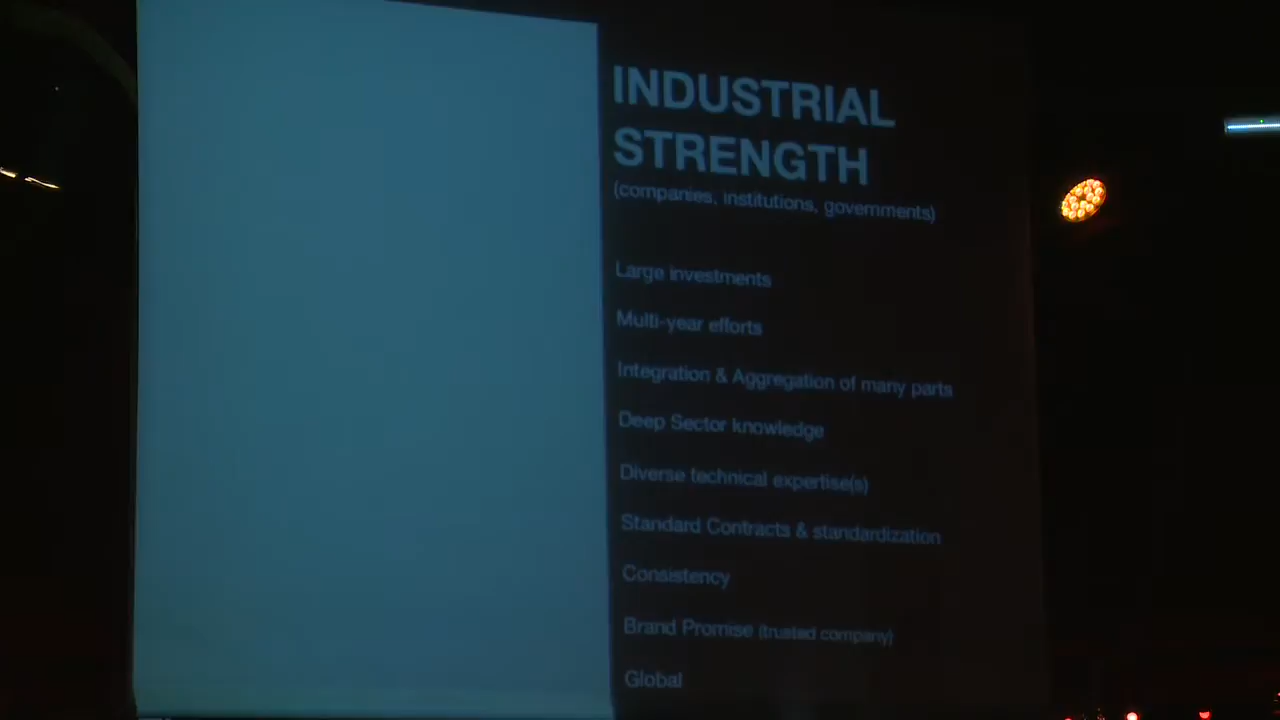 INDUSTRIAL
STRENGTH
(companies, institutions, governments)
Large investments
Multi-year efforts
Integration & Aggregation of many parts
Deep Sector knowledge
Diverse technical expertise(s)
Standard Contracts & standardization
Consistency
Brand Promise (trusted company)
Global